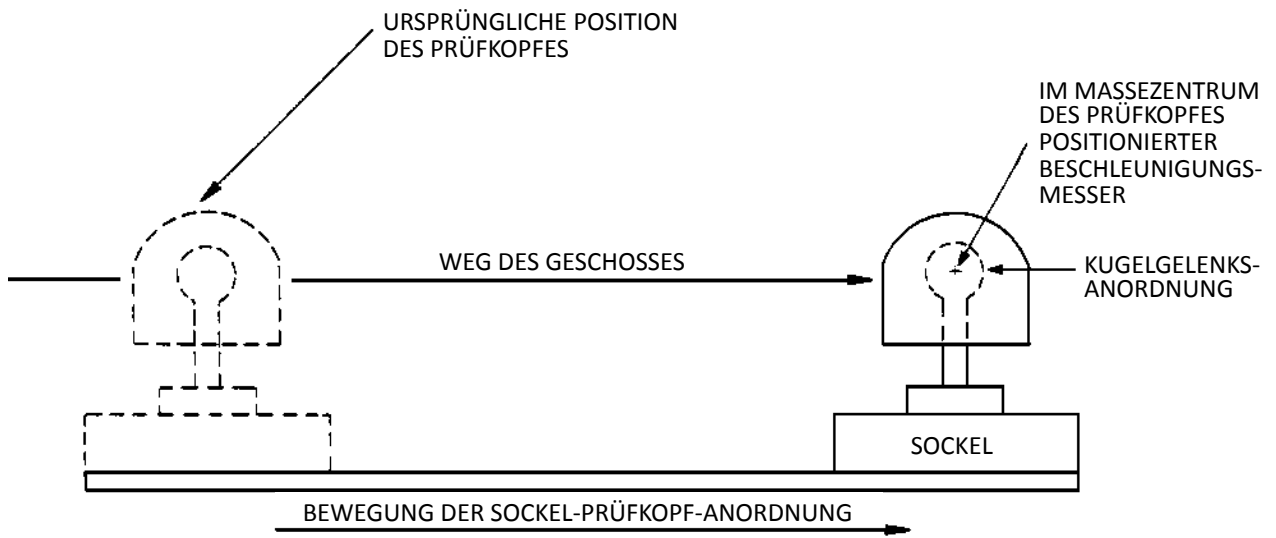 URSPRÜNGLICHE POSITION
DES PRÜFKOPFES
IM MASSEZENTRUM
DES PRÜFKOPFES
POSITIONIERTER
BESCHLEUNIGUNGS-
MESSER
WEG DES GESCHOSSES
KUGELGELENKS-
ANORDNUNG
SOCKEL
BEWEGUNG DER SOCKEL-PRÜFKOPF-ANORDNUNG